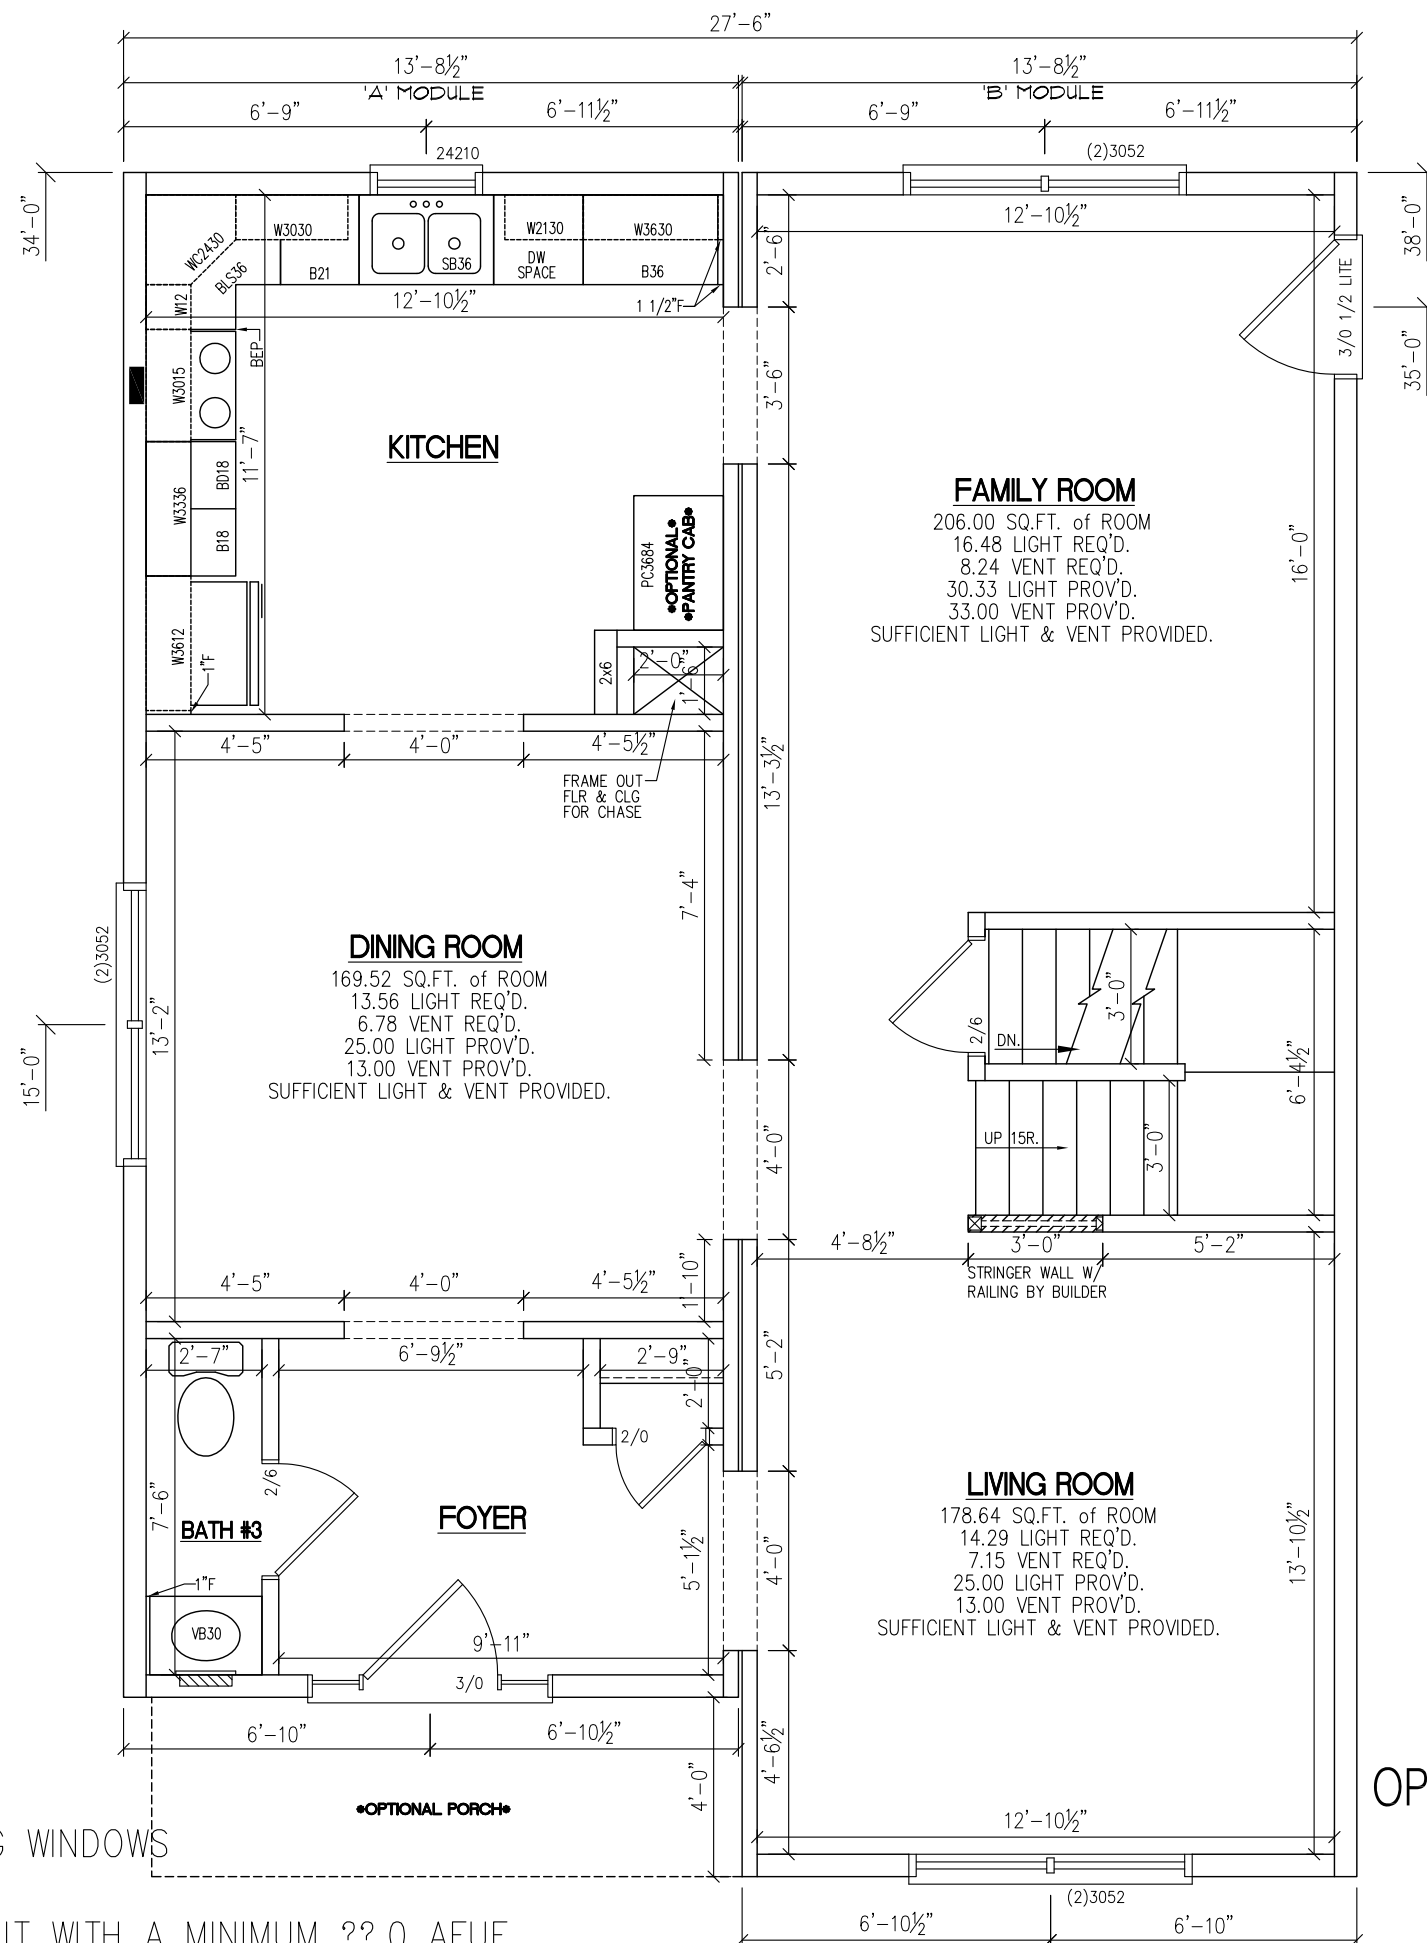 27'-6"
13'-8½"
13'-8½"
'A' MODULE
'B' MODULE
6'-9"
6'-11½"
6'-9"
6'-11½"
24210
(2)3052
34'-0"
38'-0"
35'-0"
W3030
W2130
W3630
WC2430
BLS36
B21
SB36
DW
SPACE
B36
12'-10½"
12'-10½"
2'-6"
1 1/2"F
3/0 1/2 LITE
W12
BEP
W3015
11'-7"
3'-6"
KITCHEN
W3336
BD18
B18
W3612
1"F
PC3684
•OPTIONAL•
•PANTRY CAB•
2x6
2'-0"
1'-6"
FAMILY ROOM
206.00 SQ.FT. of ROOM
16.48 LIGHT REQ'D.
8.24 VENT REQ'D.
30.33 LIGHT PROV'D.
33.00 VENT PROV'D.
SUFFICIENT LIGHT & VENT PROVIDED.
16'-0"
4'-5"
4'-0"
4'-5½"
FRAME OUT
FLR & CLG
FOR CHASE
13'-3½"
7'-4"
(2)3052
15'-0"
13'-2"
DINING ROOM
169.52 SQ.FT. of ROOM
13.56 LIGHT REQ'D.
6.78 VENT REQ'D.
25.00 LIGHT PROV'D.
13.00 VENT PROV'D.
SUFFICIENT LIGHT & VENT PROVIDED.
2/6
DN.
3'-0"
6'-4½"
UP 15R.
3'-0"
4'-0"
4'-8½"
3'-0"
5'-2"
STRINGER WALL W/
RAILING BY BUILDER
4'-5"
4'-0"
4'-5½"
1'-10"
5'-2"
2'-7"
6'-9½"
2'-9"
2'-0"
2/0
2/6
7'-6"
BATH #3
FOYER
5'-1½"
4'-0"
1"F
VB30
9'-11"
3/0
LIVING ROOM
178.64 SQ.FT. of ROOM
14.29 LIGHT REQ'D.
7.15 VENT REQ'D.
25.00 LIGHT PROV'D.
13.00 VENT PROV'D.
SUFFICIENT LIGHT & VENT PROVIDED.
13'-10½"
6'-10"
6'-10½"
4'-0"
4'-6½"
•OPTIONAL PORCH•
12'-10½"
(2)3052
6'-10½"
6'-10"
OP
G WINDOWS
IT WITH A MINIMUM ??.0 AFUE